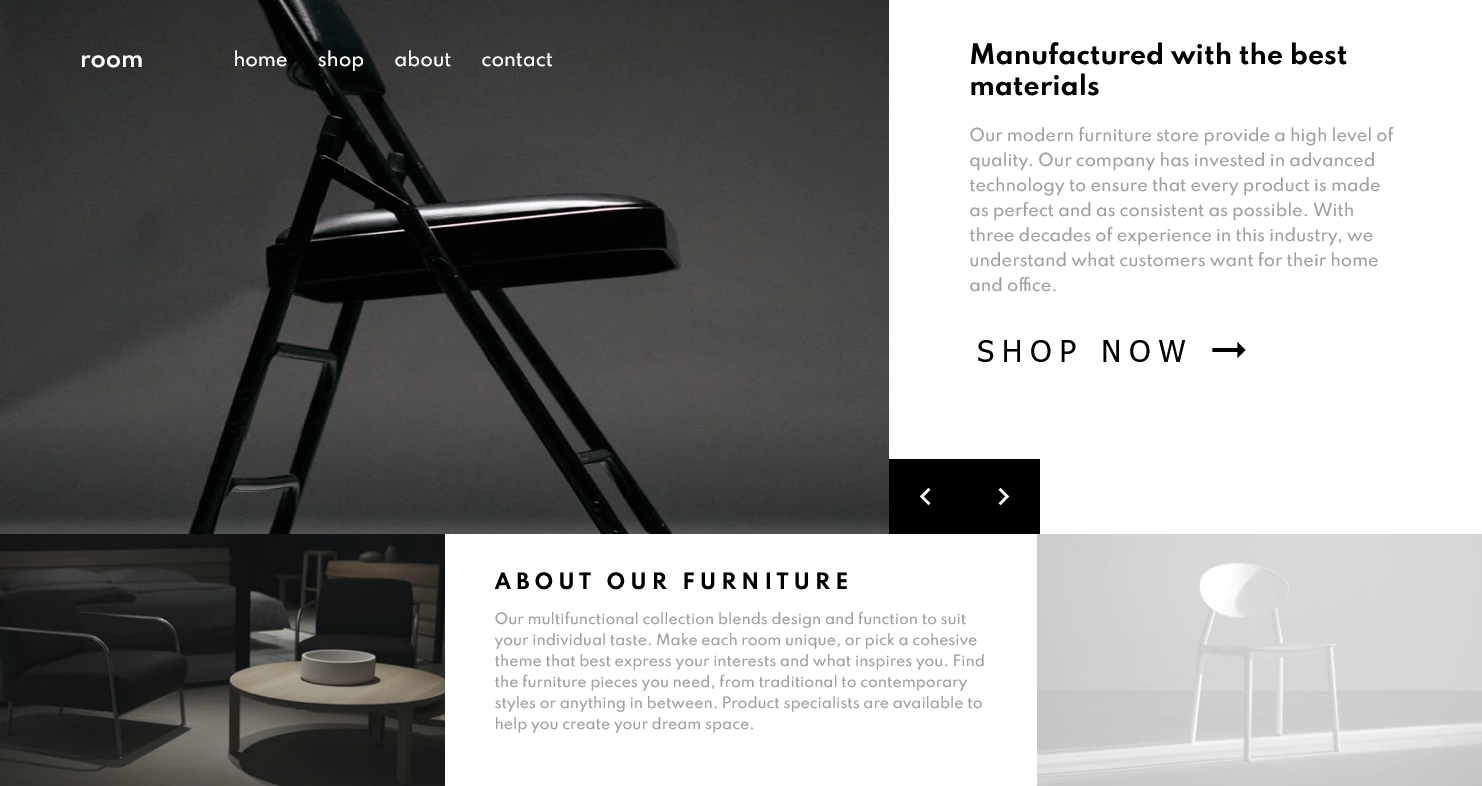 room home shop about contact
Manufactured with the best
materials
Our modern furniture store provide a high level of
quality. Our company has invested in advanced
technology to ensure that every product is made
as perfect and as consistent as possible. With
three decades of experience in this industry, we
understand what customers want for their home
and office.
SHOP NOW
ABOUT OUR FURNITURE
Our multifunctional collection blends design and function to suit
your individual taste. Make each room unique, or pick a cohesive
theme that best express your interests and what inspires you. Find
the furniture pieces you need, from traditional to contemporary
styles or anything in between. Product specialists are available to
help you create your dream space.